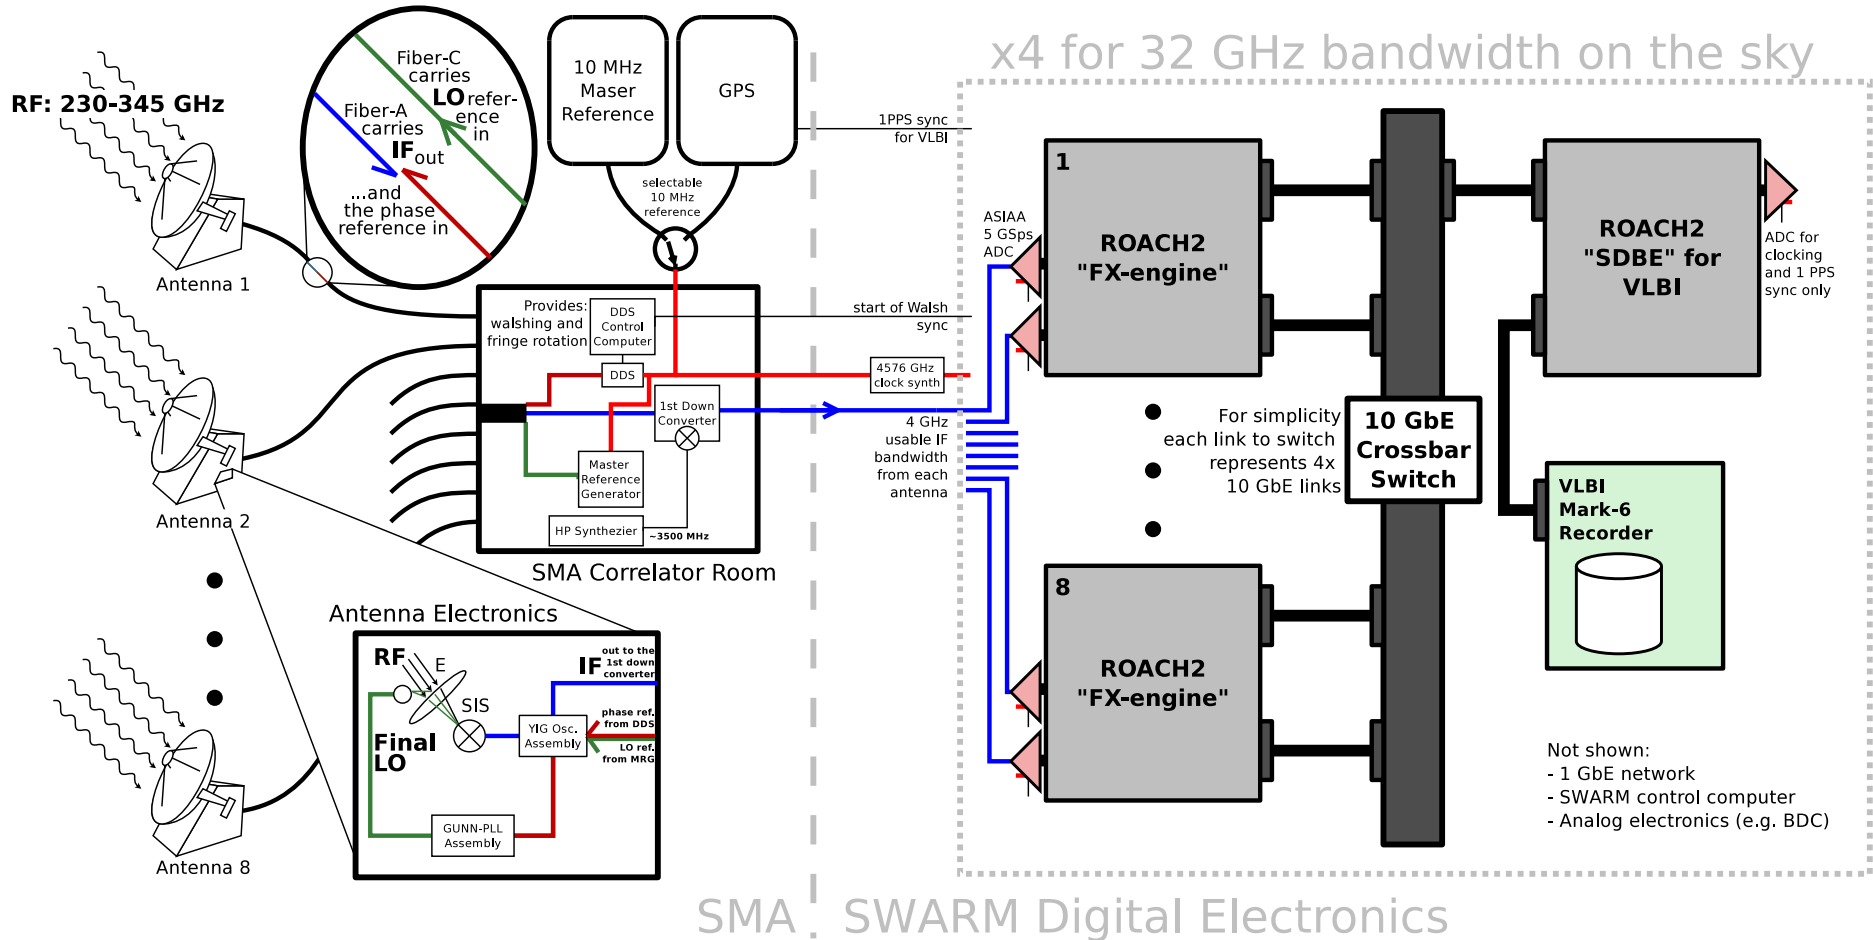 x4 for 32 GHz bandwidth on the sky
RF: 230-345 GHz
Fiber-C
carries
LO refer-
ence
in
Fiber-A
carries
IF out
...and
the phase
reference in
10 MHz
Maser
Reference
GPS
1PPS sync
for VLBI
selectable
10 MHz
reference
Antenna 1
Provides:
walshing and
fringe rotation
DDS
Control
Computer
DDS
start of Walsh
sync
4576 GHz
clock synth
1st Down
Converter
Master
Reference
Generator
HP Synthezier
~3500 MHz
SMA Correlator Room
4 GHz
usable IF
bandwidth
from each
antenna
Antenna 2
Antenna Electronics
RF
E
SIS
IF
out to the
1st down
converter
phase ref.
from DDS
LO ref.
from MRG
YIG Osc.
Assembly
Final
LO
GUNN-PLL
Assembly
Antenna 8
ASIAA
5 GSps
ADC
1
ROACH2
"FX-engine"
For simplicity
each link to switch
represents 4x
10 GbE links
10 GbE
Crossbar
Switch
8
ROACH2
"FX-engine"
ROACH2
"SDBE" for
VLBI
ADC for
clocking
and 1 PPS
sync only
VLBI
Mark-6
Recorder
Not shown:
- 1 GbE network
- SWARM control computer
- Analog electronics (e.g. BDC)
SMA
SWARM Digital Electronics